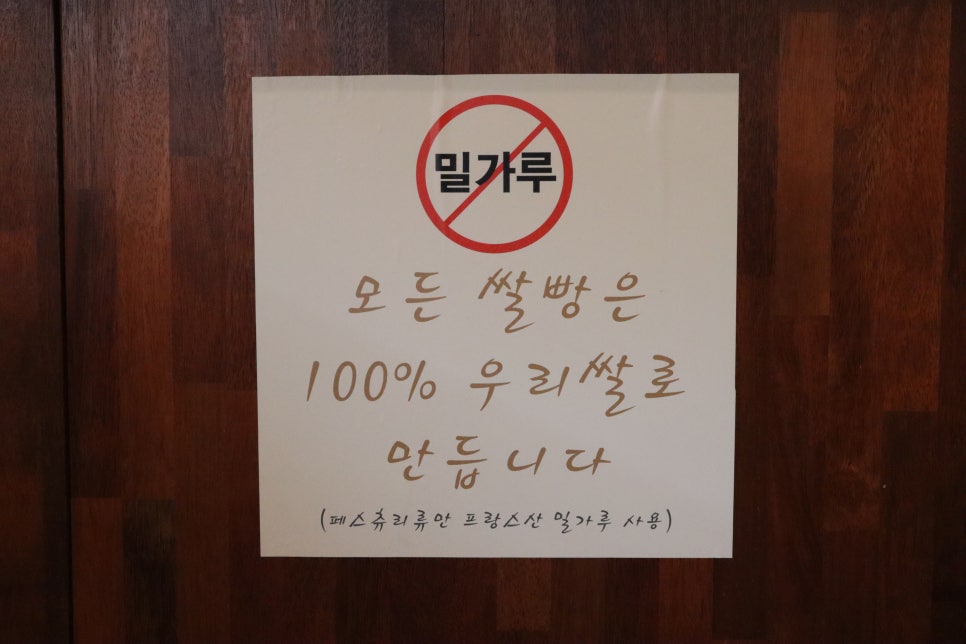 밀가루
모든 쌀빵은
100% 우리쌀로
만듭니다
(페스츄리류만 프랑스산 밀가루 사용)